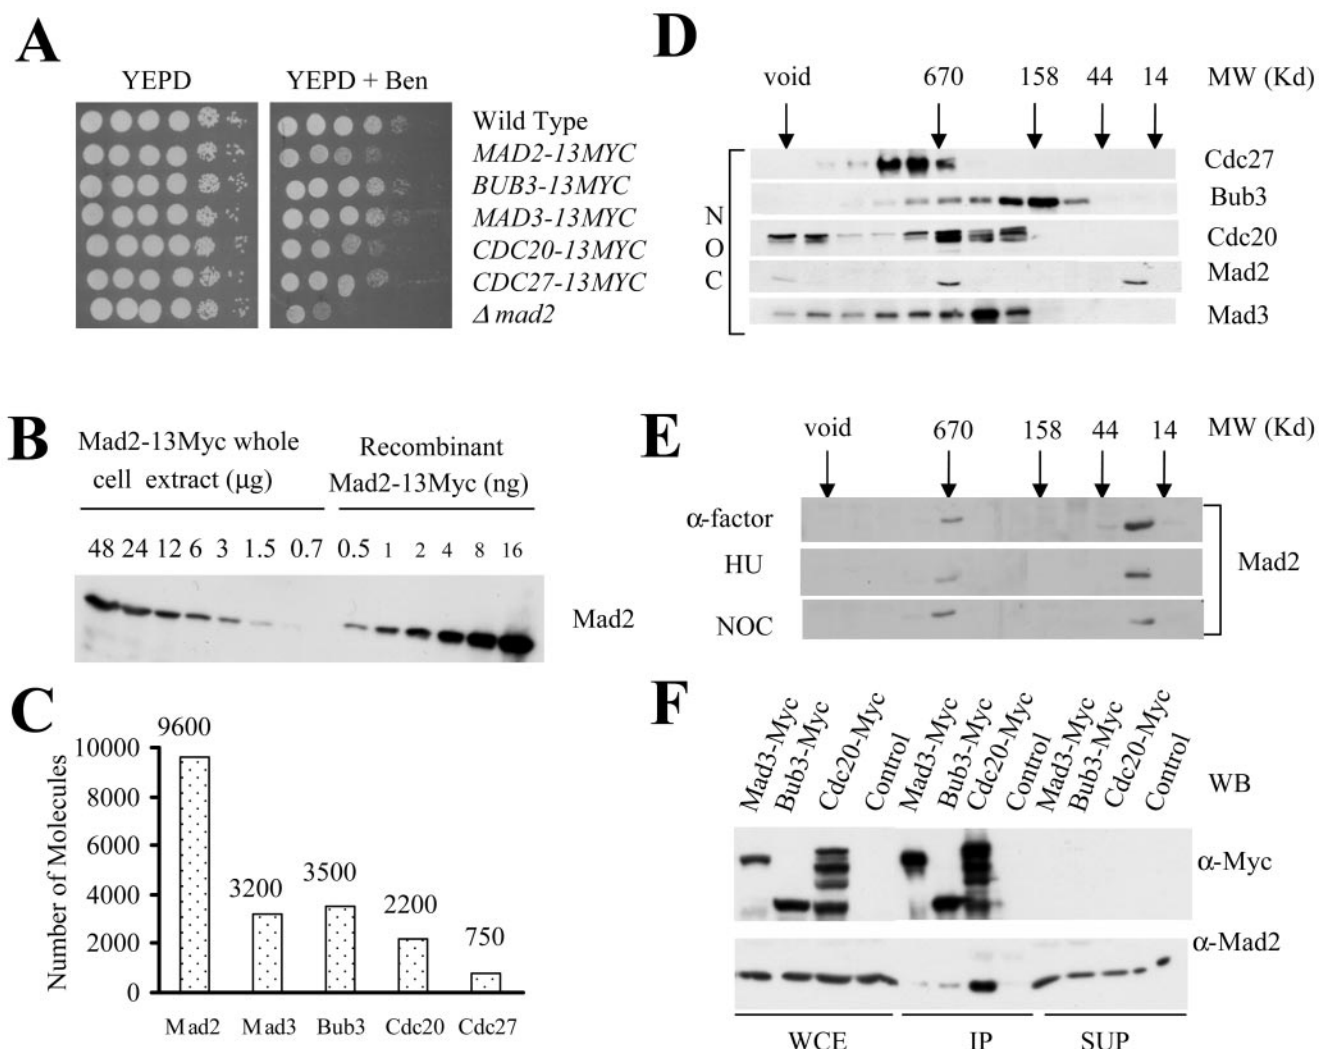 A
YEPD
YEPD + Ben
Wild Type
MAD2-13MYC
BUB3-13MYC
MAD3-13MYC
CDC20-13MYC
CDC27-13MYC
Δ mad2
B
Mad2-13Myc whole
cell extract (µg)
Recombinant
Mad2-13Myc (ng)
48 24 12 6 3 1.5 0.7 0.5 1 2 4 8 16
Mad2
C
Number of Molecules
10000
8000
6000
4000
2000
0
9600
3200
3500
2200
750
Mad2 Mad3 Bub3 Cdc20 Cdc27
D
void 670 158 44 14 MW (Kd)
NOC
Cdc27
Bub3
Cdc20
Mad2
Mad3
E
void 670 158 44 14 MW (Kd)
α-factor
HU
NOC
Mad2
F
Mad3-Myc
Bub3-Myc
Cdc20-Myc
Control
Mad3-Myc
Bub3-Myc
Cdc20-Myc
Control
Mad3-Myc
Bub3-Myc
Cdc20-Myc
Control
WB
α-Myc
α-Mad2
WCE IP SUP